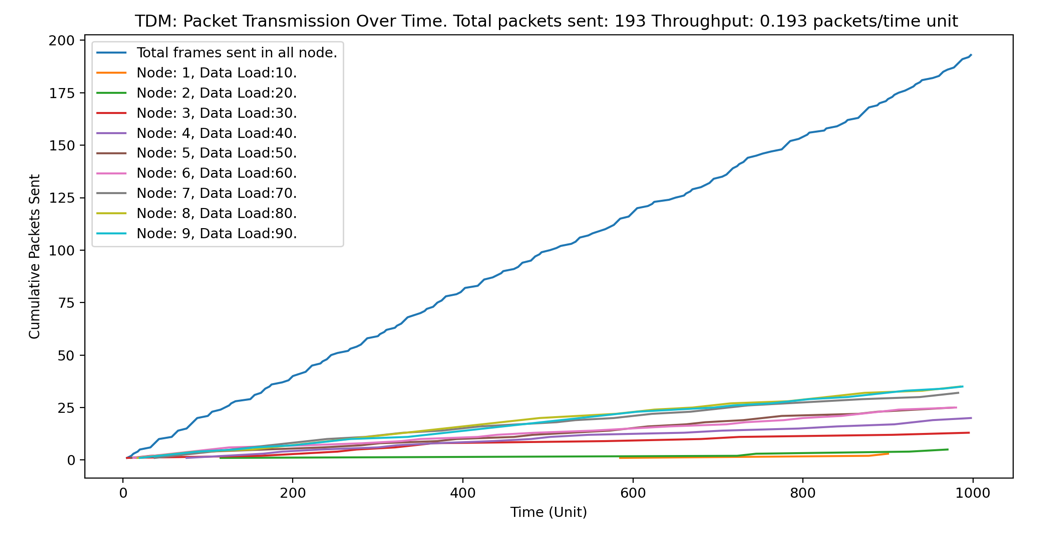 TDM: Packet Transmission Over Time. Total packets sent: 193 Throughput: 0.193 packets/time unit
200
175
150
125
100
75
50
25
0
Cumulative Packets Sent
Total frames sent in all node.
Node: 1, Data Load:10.
Node: 2, Data Load:20.
Node: 3, Data Load:30.
Node: 4, Data Load:40.
Node: 5, Data Load:50.
Node: 6, Data Load:60.
Node: 7, Data Load:70.
Node: 8, Data Load:80.
Node: 9, Data Load:90.
0 200 400 600 800 1000
Time (Unit)